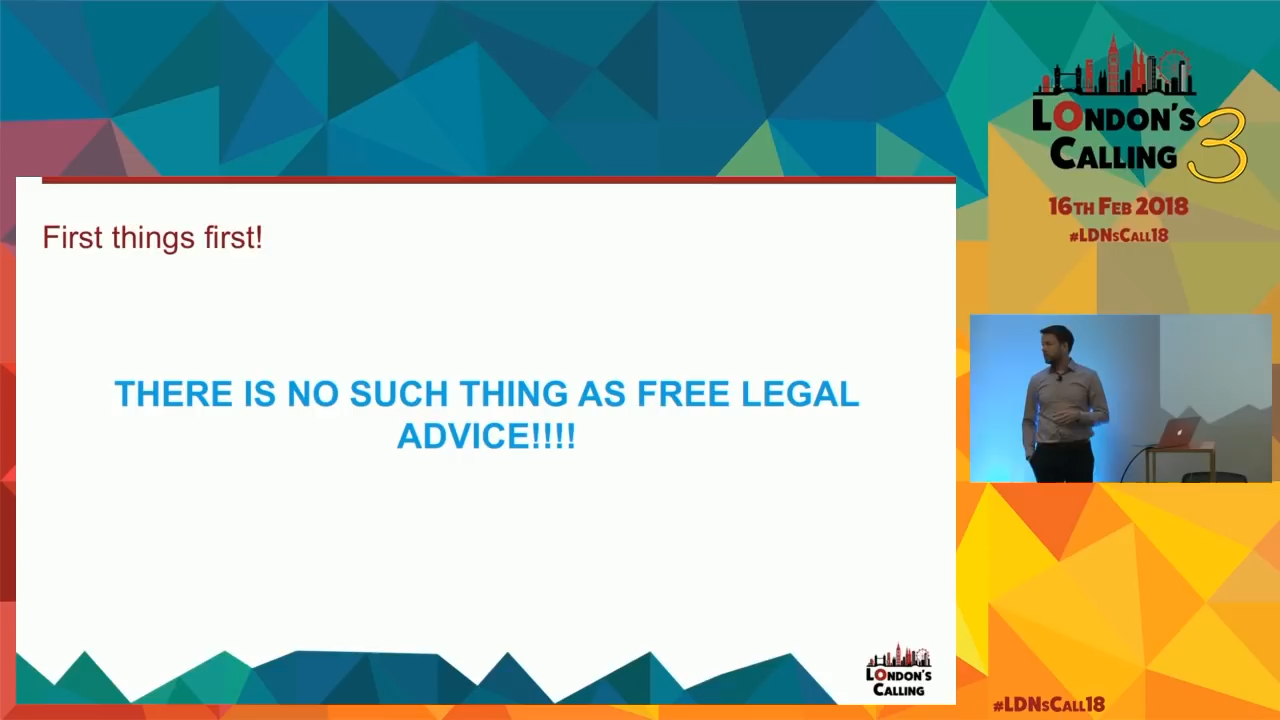 First things first!
THERE IS NO SUCH THING AS FREE LEGAL
ADVICE!!!!
LONDON'S
CALLING
LONDON'S
CALLING 3
16TH FEB 2018
#LDNSCALL18
#LDNSCALL18